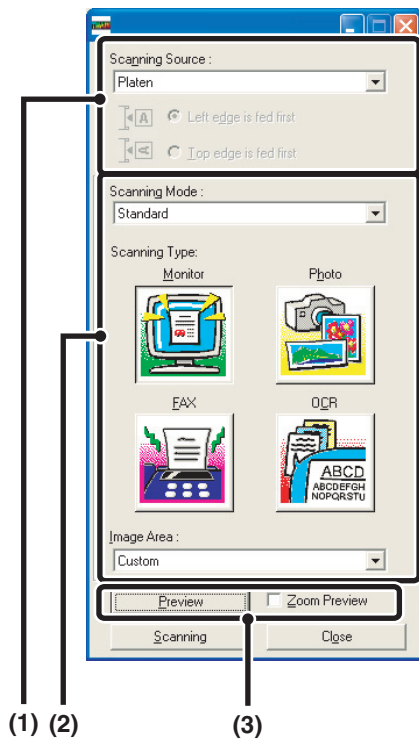 Scanning Source :
Platen
A Left edge is fed first
A Top edge is fed first
Scanning Mode :
Standard
Scanning Type:
Monitor Photo
FAX OCR
ABCD
ABCDEFGH
NOPQRSTU
Image Area :
Custom
Preview Zoom Preview
Scanning Close
(1) (2) (3)